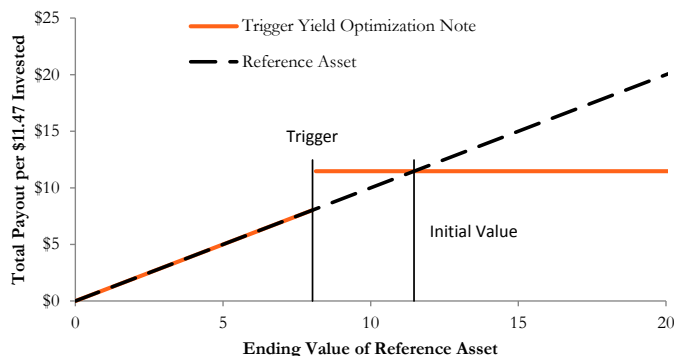 Trigger Yield Optimization Note
Reference Asset
Total Payout per $11.47 Invested
$25
$20
$15
$10
$5
$0
Trigger
Initial Value
0
5
10
15
20
Ending Value of Reference Asset